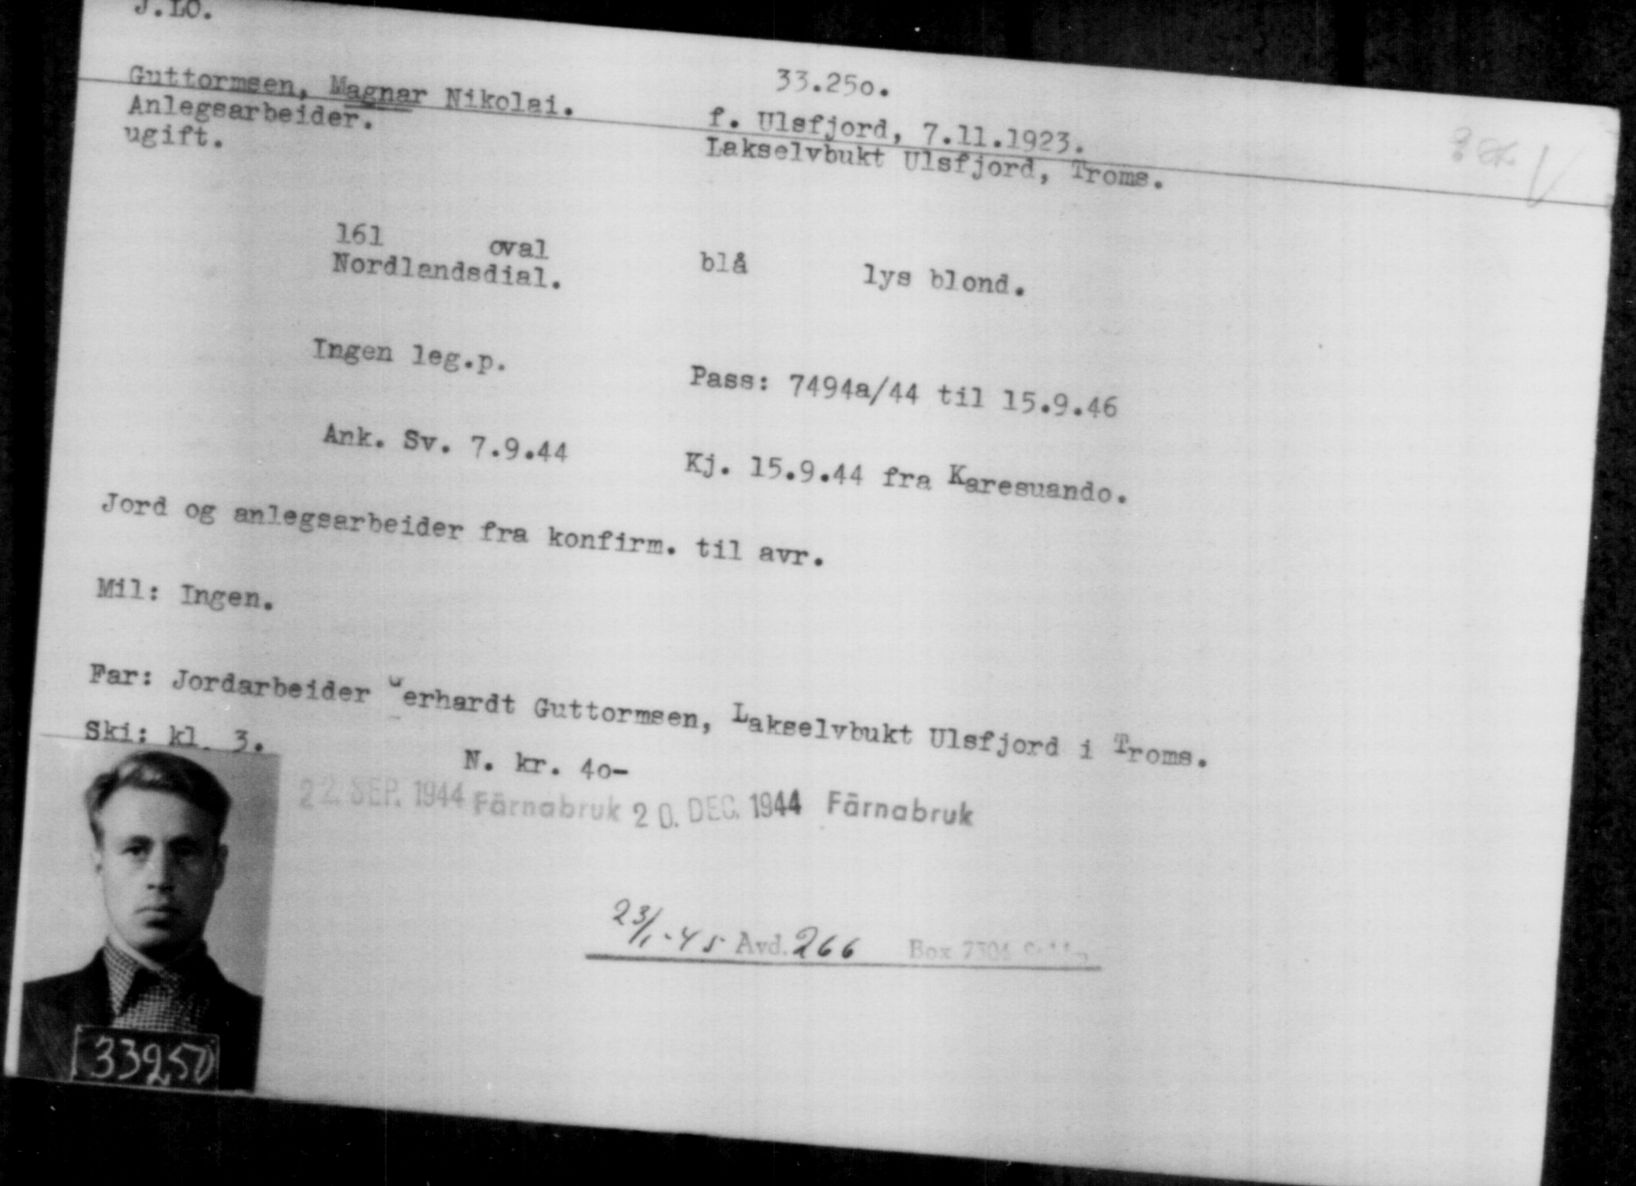 J.LO.
33.25o.
Guttormsen, Magnar Nikolai.
f. Ulsfjord, 7.11.1923.
Anlegsarbeider.
Lakselvbukt Ulsfjord, Troms.
ugift.
161 oval blå lys blond.
Nordlandsdial.
Ingen leg.p. Pass: 7494a/44 til 15.9.46
Ank. Sv. 7.9.44 Kj. 15.9.44 fra Karesuando.
Jord og anlegsarbeider fra konfirm. til avr.
Mil: Ingen.
Far: Jordarbeider Gerhardt Guttormsen, Lakselvbukt Ulsfjord i Troms.
Ski: kl. 3.
N. kr. 4o-
22. SEP. 1944 Färnabruk 20. DEC. 1944 Färnabruk
23/1-45 Avd. 266 Box 7304
33250